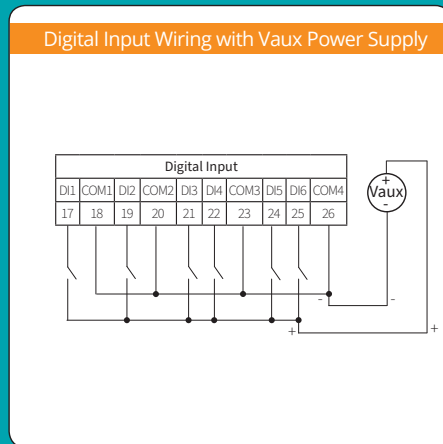 Digital Input Wiring with Vaux Power Supply
Digital Input
DI1 COM1 DI2 COM2 DI3 DI4 COM3 DI5 DI6 COM4
17 18 19 20 21 22 23 24 25 26
+
Vaux
-
- -
+ +